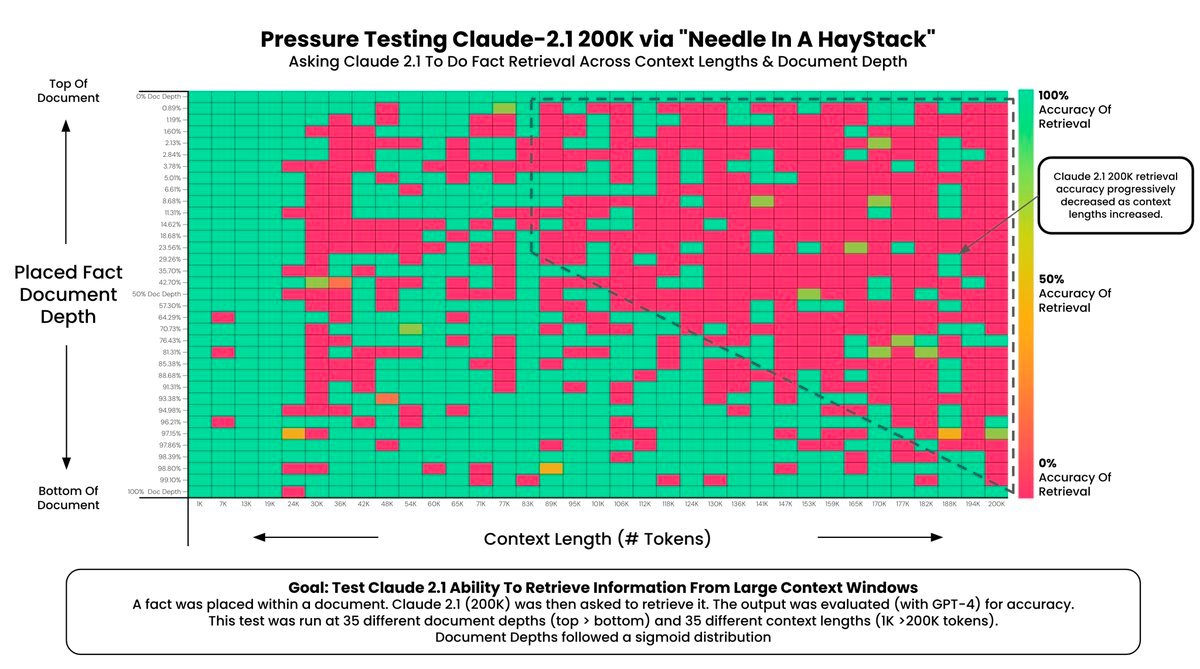 Pressure Testing Claude-2.1 200K via "Needle In A HayStack"
Asking Claude 2.1 To Do Fact Retrieval Across Context Lengths & Document Depth
Top Of
Document
Placed Fact
Document
Depth
Bottom Of
Document
0% Doc Depth
0.89%
1.19%
1.60%
2.13%
2.84%
3.78%
5.01%
6.61%
8.68%
11.31%
14.62%
18.68%
23.56%
29.26%
35.70%
42.70%
50% Doc Depth
57.30%
64.29%
70.73%
76.43%
81.31%
85.38%
88.68%
91.31%
93.38%
94.98%
96.21%
97.15%
97.86%
98.39%
98.80%
99.10%
100% Doc Depth
1K 7K 13K 19K 24K 30K 36K 42K 48K 54K 60K 65K 71K 77K 83K 89K 95K 101K 106K 112K 118K 124K 130K 136K 141K 147K 153K 159K 165K 170K 177K 182K 188K 194K 200K
Context Length (# Tokens)
100%
Accuracy Of
Retrieval
Claude 2.1 200K retrieval
accuracy progressively
decreased as context
lengths increased.
50%
Accuracy Of
Retrieval
0%
Accuracy Of
Retrieval
Goal: Test Claude 2.1 Ability To Retrieve Information From Large Context Windows
A fact was placed within a document. Claude 2.1 (200K) was then asked to retrieve it. The output was evaluated (with GPT-4) for accuracy.
This test was run at 35 different document depths (top > bottom) and 35 different context lengths (1K >200K tokens).
Document Depths followed a sigmoid distribution